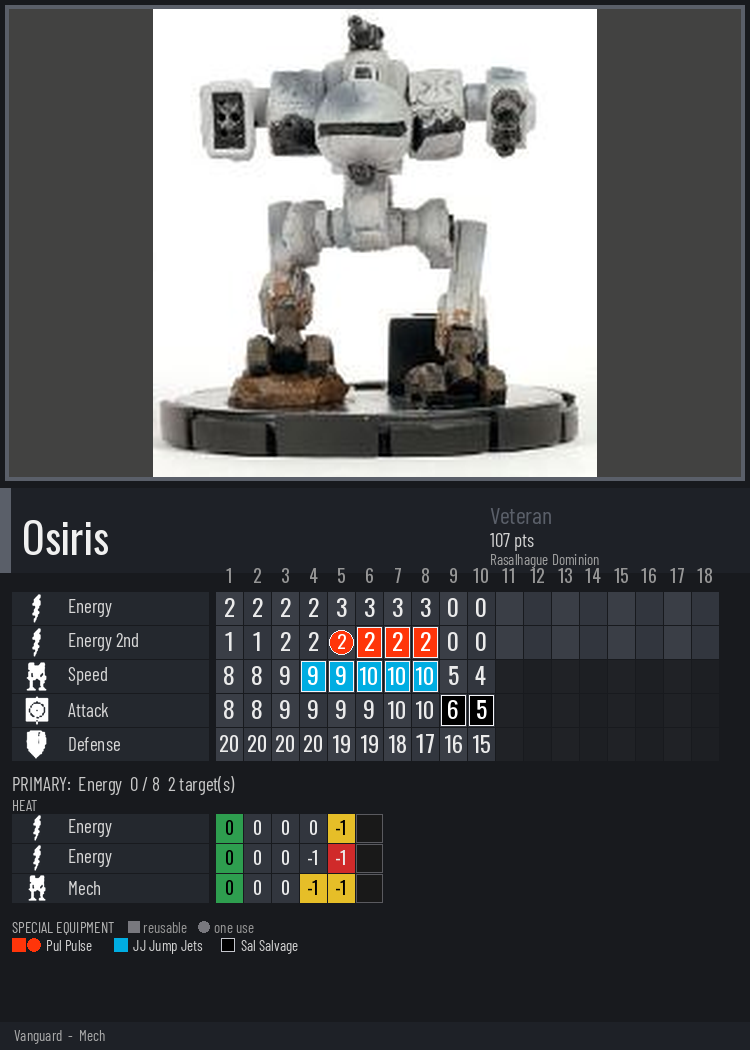 Osiris
Veteran
107 pts
Rasalhague Dominion
1 2 3 4 5 6 7 8 9 10 11 12 13 14 15 16 17 18
Energy 2 2 2 2 3 3 3 3 0 0
Energy 2nd 1 1 2 2 2 2 2 2 0 0
Speed 8 8 9 9 9 10 10 10 5 4
Attack 8 8 9 9 9 9 10 10 6 5
Defense 20 20 20 20 19 19 18 17 16 15
PRIMARY: Energy 0 / 8 2 target(s)
HEAT
Energy 0 0 0 0 -1
Energy 0 0 0 -1 -1
Mech 0 0 0 -1 -1
SPECIAL EQUIPMENT reusable one use
Pul Pulse JJ Jump Jets Sal Salvage
Vanguard - Mech